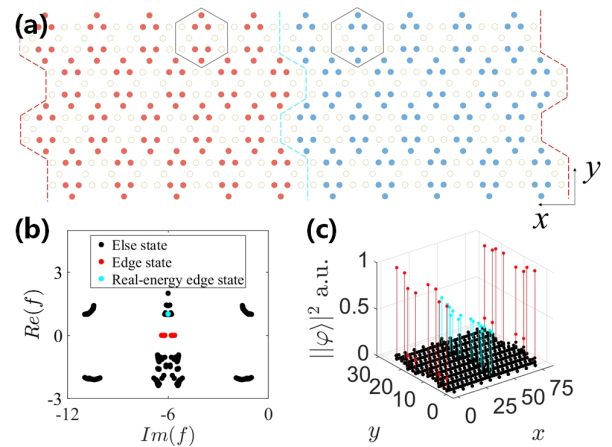 (a)
y
x
(b)
Else state
Edge state
Real-energy edge state
3
0
-3
Re(f)
-12
-6
0
Im(f)
(c)
1
0.5
0
||φ⟩|² a.u.
30
20
10
0
y
0
25
50
75
x